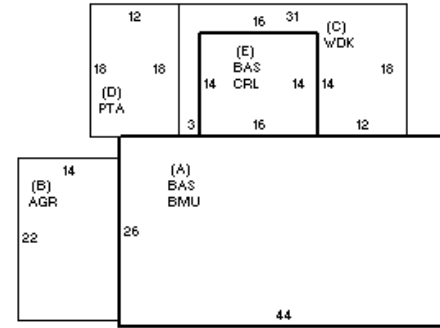 12
16
31
(C)
WDK
18
18
(D)
PTA
(E)
BAS
CRL
14
14
14
18
3
16
12
14
(B)
AGR
22
26
(A)
BAS
BMU
44